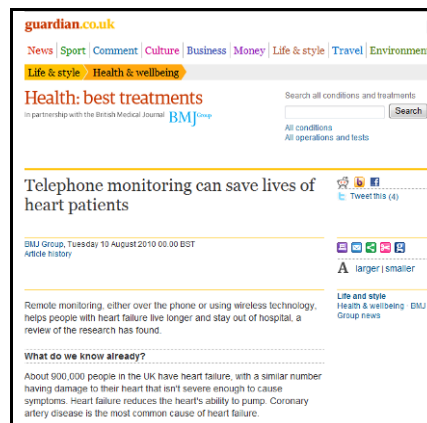 guardian.co.uk
News Sport Comment Culture Business Money Life & style Travel Environmen
Life & style Health & wellbeing
Health: best treatments
In partnership with the British Medical Journal BMJ Group
Search all conditions and treatments
Search
All conditions
All operations and tests
Telephone monitoring can save lives of
heart patients
Tweet this (4)
BMJ Group, Tuesday 10 August 2010 00.00 BST
Article history
A larger | smaller
Life and style
Health & wellbeing · BMJ
Group news
Remote monitoring, either over the phone or using wireless technology,
helps people with heart failure live longer and stay out of hospital, a
review of the research has found.
What do we know already?
About 900,000 people in the UK have heart failure, with a similar number
having damage to their heart that isn't severe enough to cause
symptoms. Heart failure reduces the heart's ability to pump. Coronary
artery disease is the most common cause of heart failure.